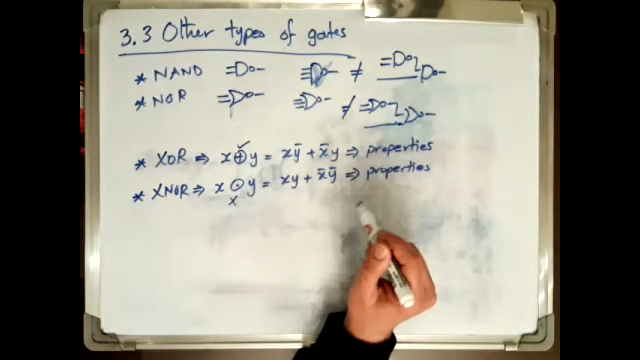 3.3 Other types of gates
* NAND ≠
* NOR ≠
* XOR ⇒ x ⊕ y = xȳ + x̄y ⇒ properties
* XNOR ⇒ x ⊙ y = xy + x̄ȳ ⇒ properties
x